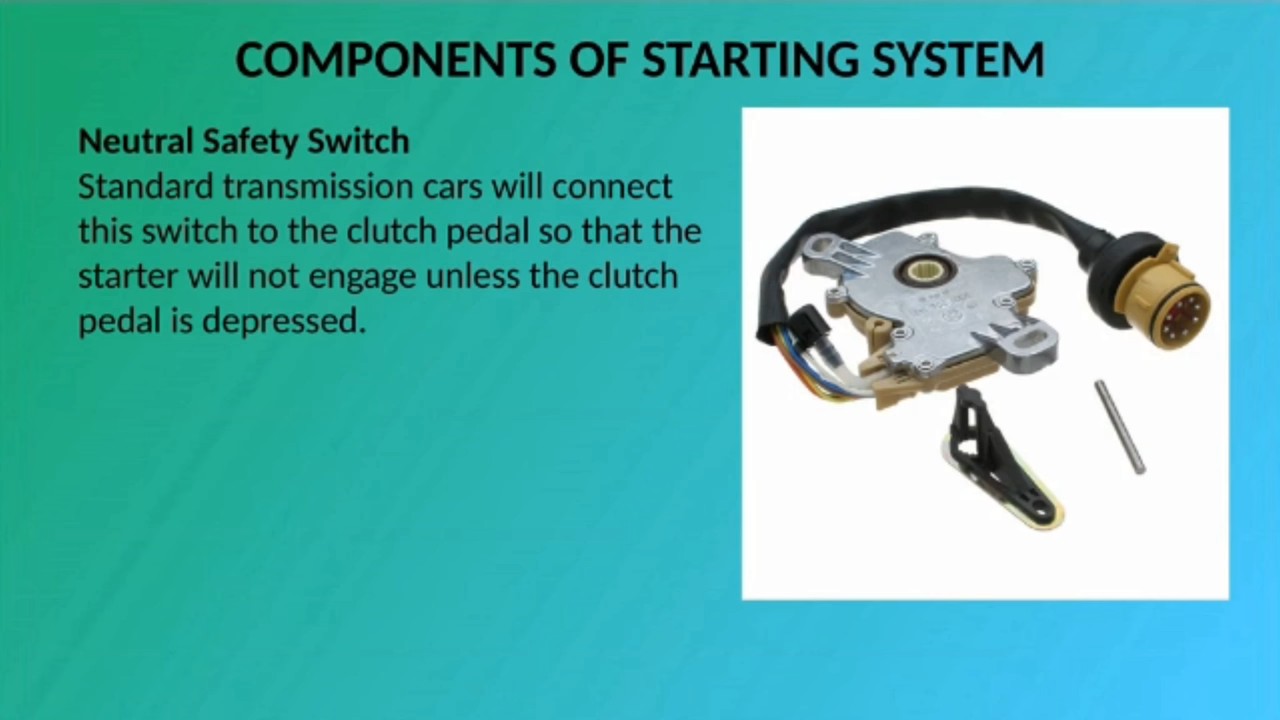 COMPONENTS OF STARTING SYSTEM
Neutral Safety Switch
Standard transmission cars will connect
this switch to the clutch pedal so that the
starter will not engage unless the clutch
pedal is depressed.